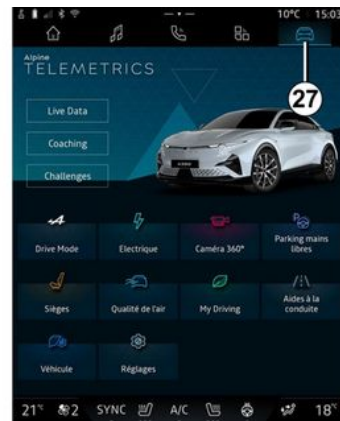 10°C 15:03
Alpine
TELEMETRICS
27
Live Data
Coaching
Challenges
Drive Mode
Electrique
Caméra 360°
Parking mains
libres
Sièges
Qualité de l'air
My Driving
Aides à la
conduite
Véhicule
Réglages
21°C 2 SYNC A/C 18°C